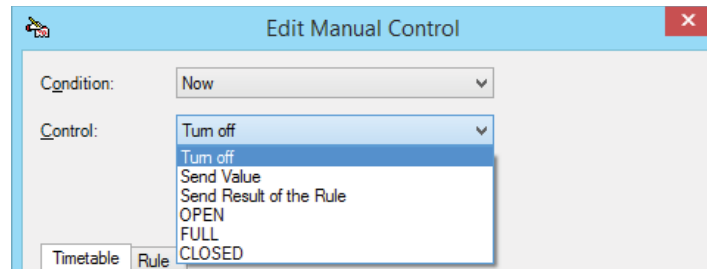 Edit Manual Control
Condition: Now
Control: Turn off
Turn off
Send Value
Send Result of the Rule
OPEN
FULL
CLOSED
Timetable Rule